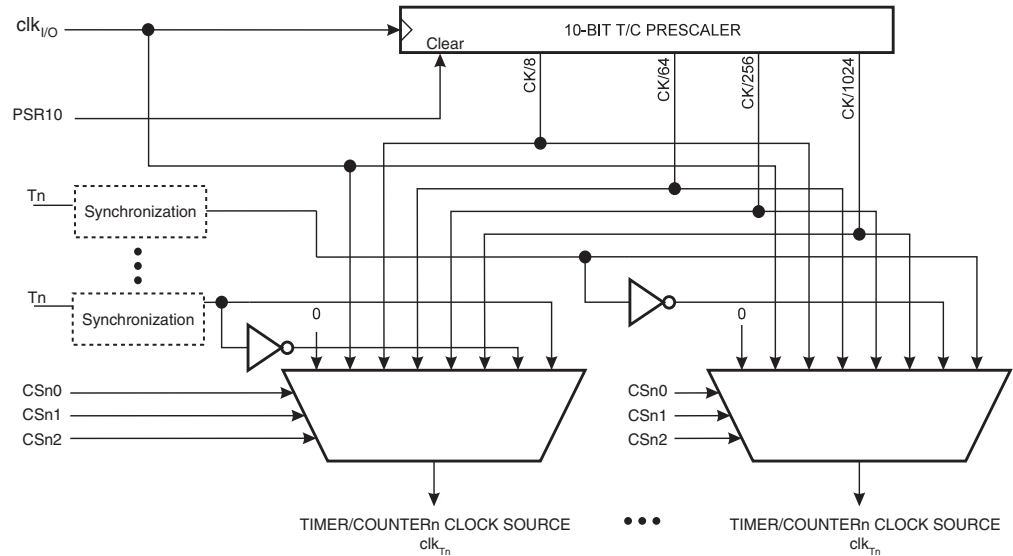 clkI/O
10-BIT T/C PRESCALER
Clear
CK/8
CK/64
CK/256
CK/1024
PSR10
Tn
Synchronization
Tn
Synchronization
0
0
CSn0
CSn1
CSn2
CSn0
CSn1
CSn2
TIMER/COUNTERn CLOCK SOURCE
clkTn
TIMER/COUNTERn CLOCK SOURCE
clkTn